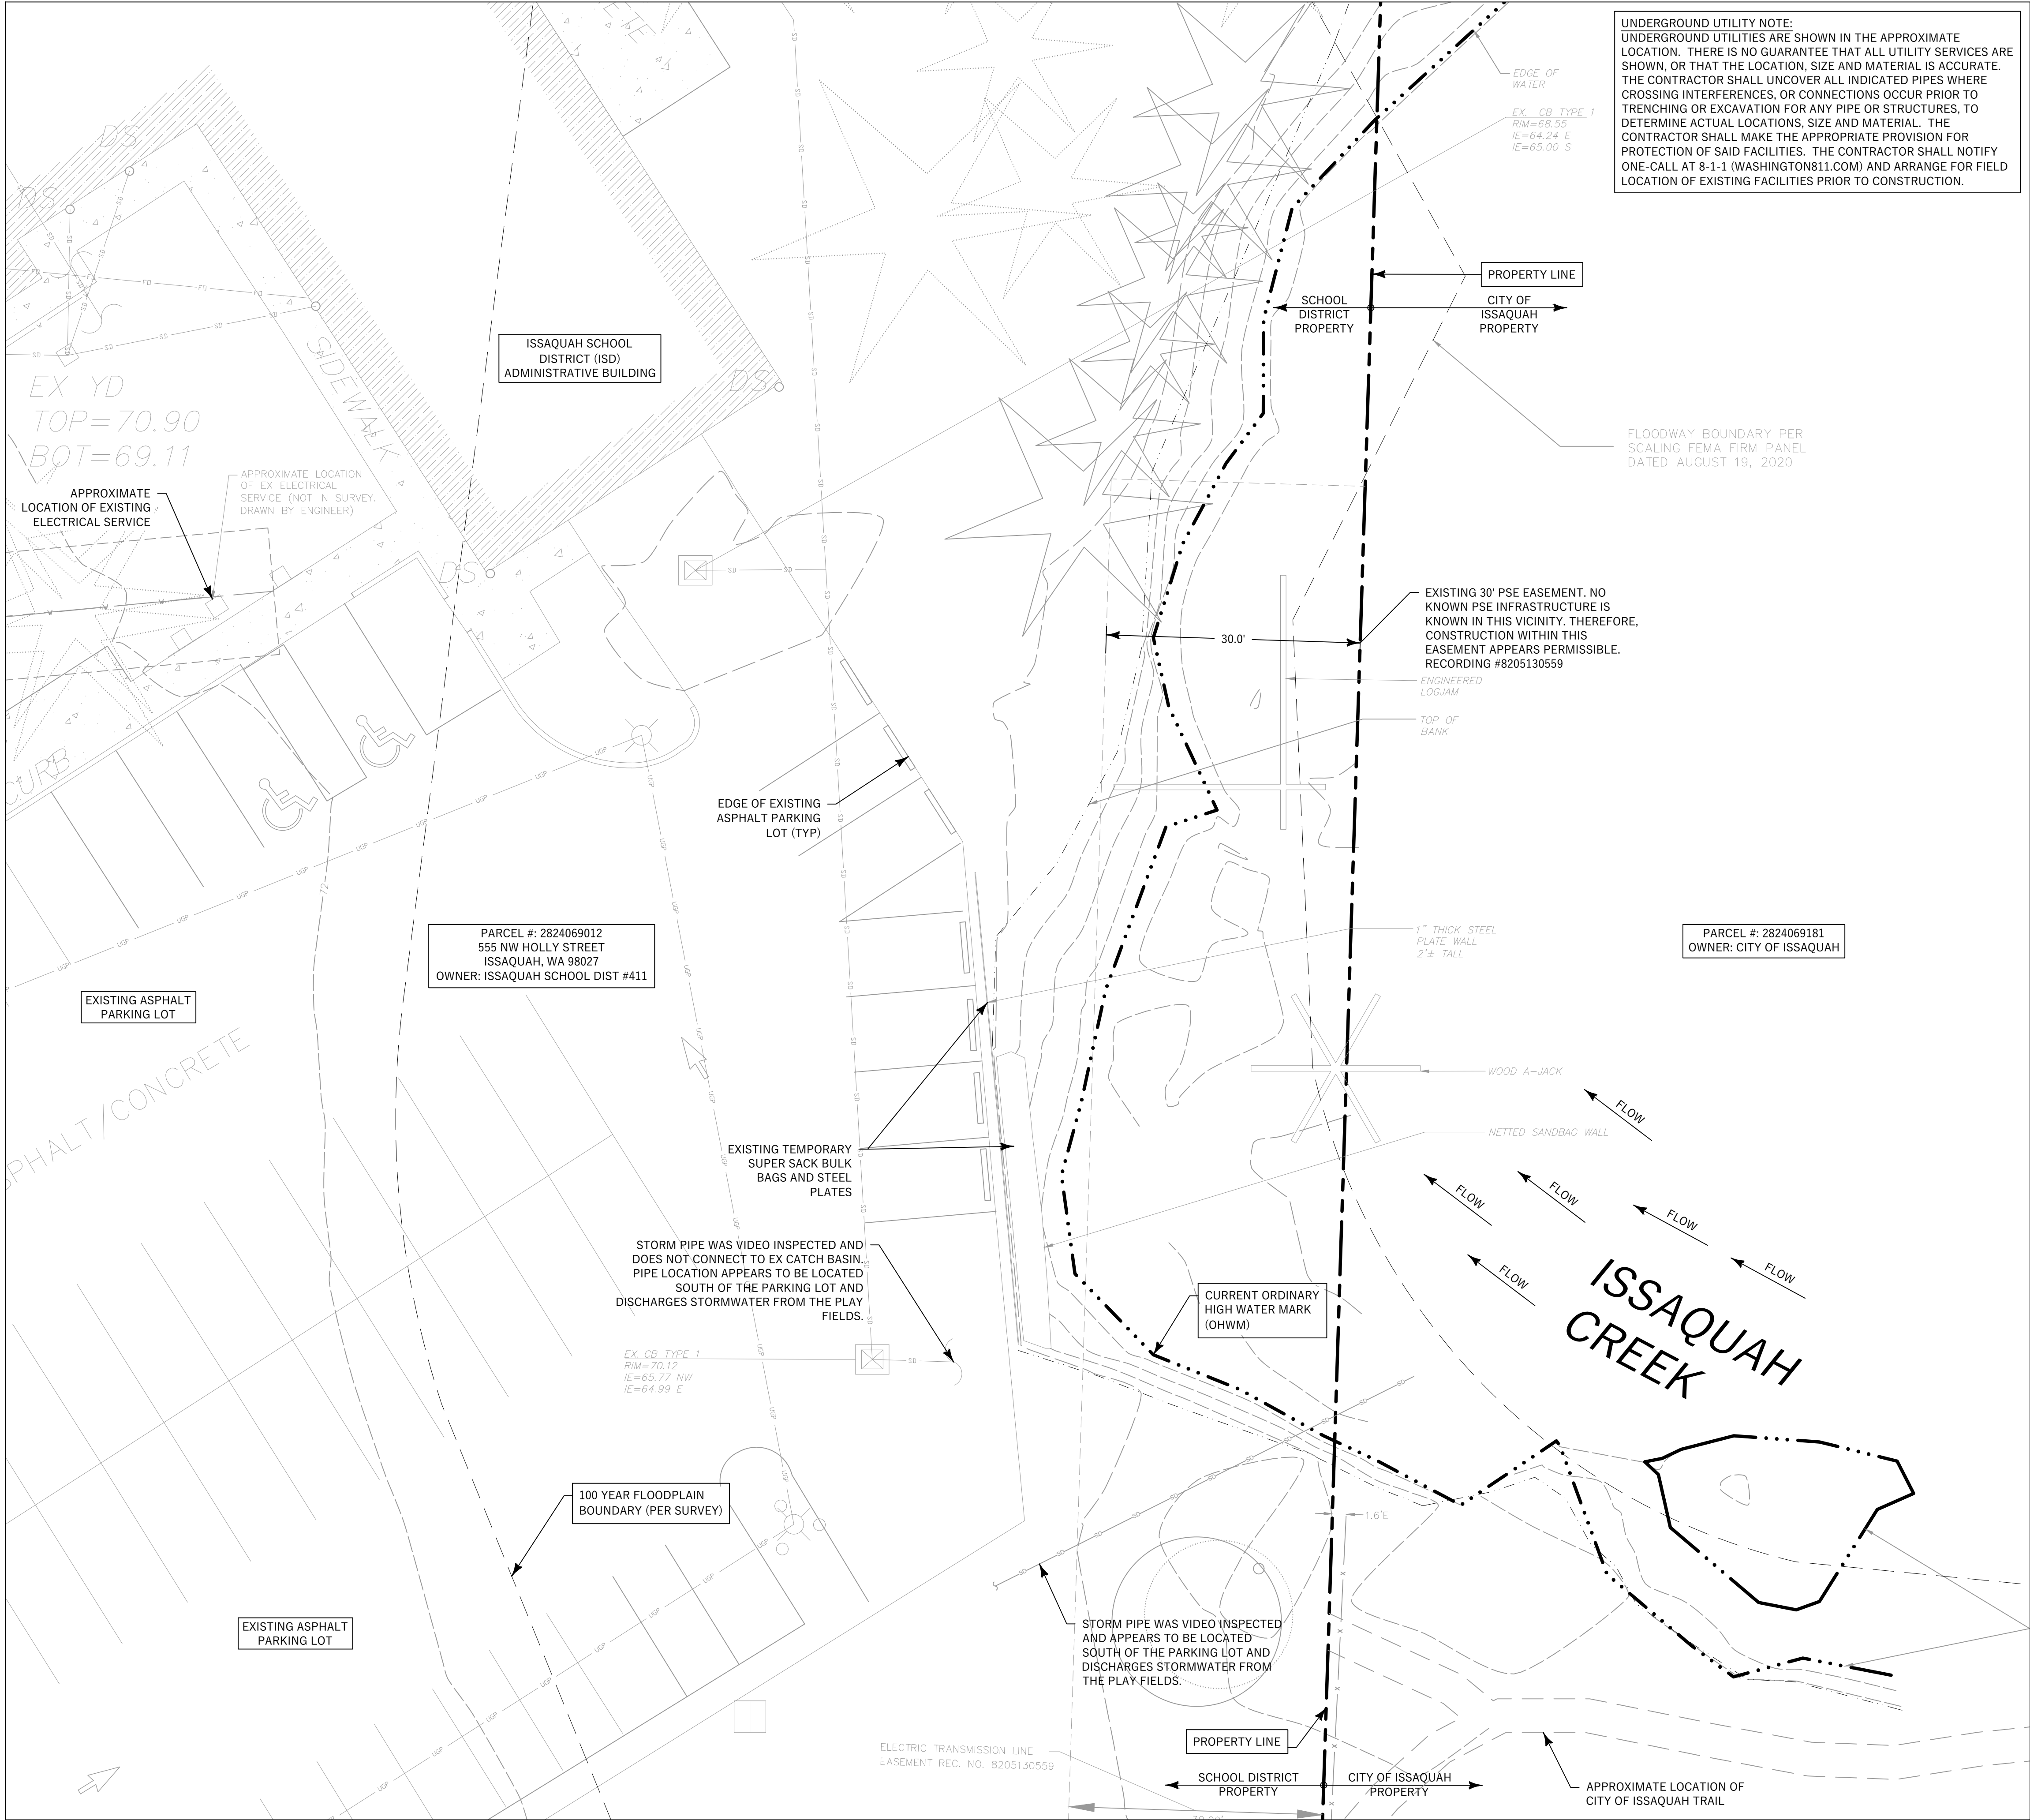 UNDERGROUND UTILITY NOTE:
UNDERGROUND UTILITIES ARE SHOWN IN THE APPROXIMATE
LOCATION. THERE IS NO GUARANTEE THAT ALL UTILITY SERVICES ARE
SHOWN, OR THAT THE LOCATION, SIZE AND MATERIAL IS ACCURATE.
THE CONTRACTOR SHALL UNCOVER ALL INDICATED PIPES WHERE
CROSSING INTERFERENCES, OR CONNECTIONS OCCUR PRIOR TO
TRENCHING OR EXCAVATION FOR ANY PIPE OR STRUCTURES, TO
DETERMINE ACTUAL LOCATIONS, SIZE AND MATERIAL. THE
CONTRACTOR SHALL MAKE THE APPROPRIATE PROVISION FOR
PROTECTION OF SAID FACILITIES. THE CONTRACTOR SHALL NOTIFY
ONE-CALL AT 8-1-1 (WASHINGTON811.COM) AND ARRANGE FOR FIELD
LOCATION OF EXISTING FACILITIES PRIOR TO CONSTRUCTION.
EDGE OF
WATER
EX. CB TYPE 1
RIM=68.55
IE=64.24 E
IE=65.00 S
DS
DS
PROPERTY LINE
SCHOOL
DISTRICT
PROPERTY
CITY OF
ISSAQUAH
PROPERTY
ISSAQUAH SCHOOL
DISTRICT (ISD)
ADMINISTRATIVE BUILDING
SIDEWALK
DS
EX YD
TOP=70.90
BOT=69.11
FLOODWAY BOUNDARY PER
SCALING FEMA FIRM PANEL
DATED AUGUST 19, 2020
APPROXIMATE LOCATION
OF EX ELECTRICAL
SERVICE (NOT IN SURVEY.
DRAWN BY ENGINEER)
APPROXIMATE
LOCATION OF EXISTING
ELECTRICAL SERVICE
DS
30.0'
EXISTING 30' PSE EASEMENT. NO
KNOWN PSE INFRASTRUCTURE IS
KNOWN IN THIS VICINITY. THEREFORE,
CONSTRUCTION WITHIN THIS
EASEMENT APPEARS PERMISSIBLE.
RECORDING #8205130559
ENGINEERED
LOGJAM
TOP OF
BANK
CURB
EDGE OF EXISTING
ASPHALT PARKING
LOT (TYP)
72
PARCEL #: 2824069012
555 NW HOLLY STREET
ISSAQUAH, WA 98027
OWNER: ISSAQUAH SCHOOL DIST #411
1" THICK STEEL
PLATE WALL
2'± TALL
PARCEL #: 2824069181
OWNER: CITY OF ISSAQUAH
EXISTING ASPHALT
PARKING LOT
SPHALT/CONCRETE
WOOD A-JACK
NETTED SANDBAG WALL
EXISTING TEMPORARY
SUPER SACK BULK
BAGS AND STEEL
PLATES
FLOW
FLOW
FLOW
FLOW
FLOW
FLOW
ISSAQUAH
CREEK
STORM PIPE WAS VIDEO INSPECTED AND
DOES NOT CONNECT TO EX CATCH BASIN.
PIPE LOCATION APPEARS TO BE LOCATED
SOUTH OF THE PARKING LOT AND
DISCHARGES STORMWATER FROM THE PLAY
FIELDS.
CURRENT ORDINARY
HIGH WATER MARK
(OHWM)
EX. CB TYPE 1
RIM=70.12
IE=65.77 NW
IE=64.99 E
100 YEAR FLOODPLAIN
BOUNDARY (PER SURVEY)
1.6'E
EXISTING ASPHALT
PARKING LOT
STORM PIPE WAS VIDEO INSPECTED
AND APPEARS TO BE LOCATED
SOUTH OF THE PARKING LOT AND
DISCHARGES STORMWATER FROM
THE PLAY FIELDS.
PROPERTY LINE
ELECTRIC TRANSMISSION LINE
EASEMENT REC. NO. 8205130559
SCHOOL DISTRICT
PROPERTY
CITY OF ISSAQUAH
PROPERTY
APPROXIMATE LOCATION OF
CITY OF ISSAQUAH TRAIL